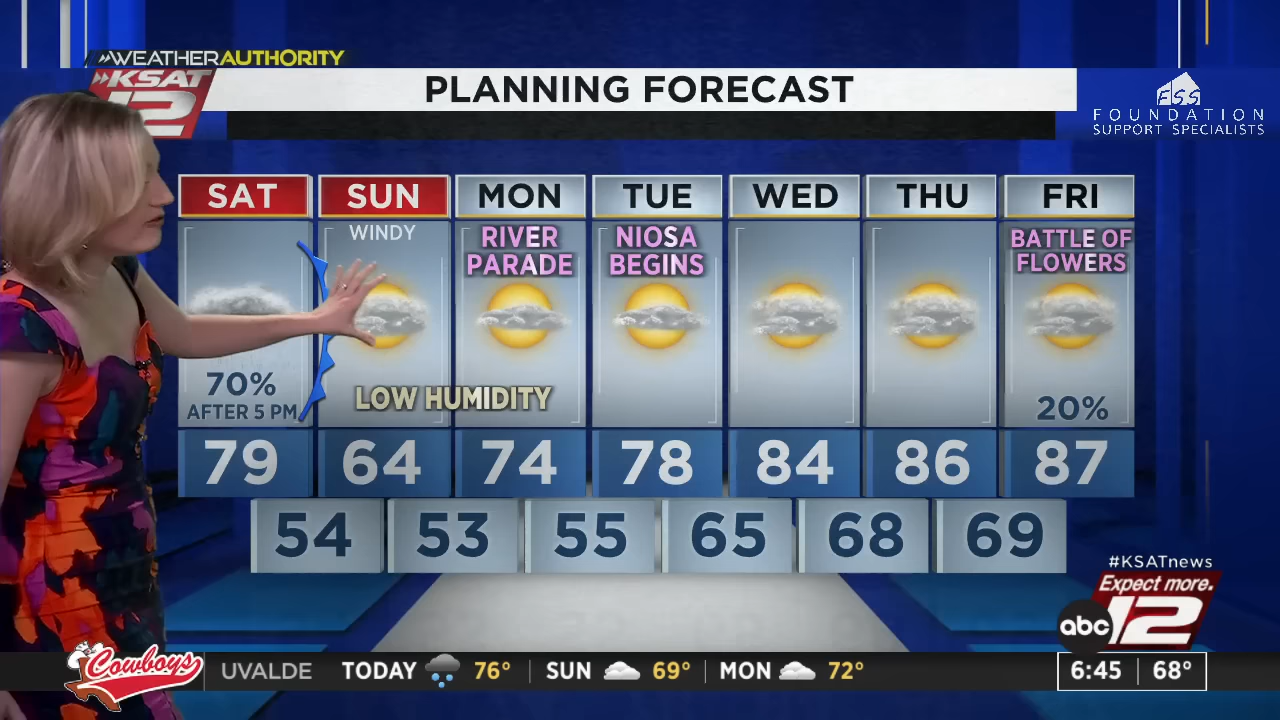 WEATHERAUTHORITY
KSAT
12
PLANNING FORECAST
FSS
FOUNDATION
SUPPORT SPECIALISTS
SAT SUN MON TUE WED THU FRI
WINDY
RIVER
PARADE
NIOSA
BEGINS
BATTLE OF
FLOWERS
70%
AFTER 5 PM
LOW HUMIDITY
20%
79 64 74 78 84 86 87
54 53 55 65 68 69
#KSATnews
Expect more.
abc 12
Cowboys UVALDE TODAY 76° SUN 69° MON 72° 6:45 68°